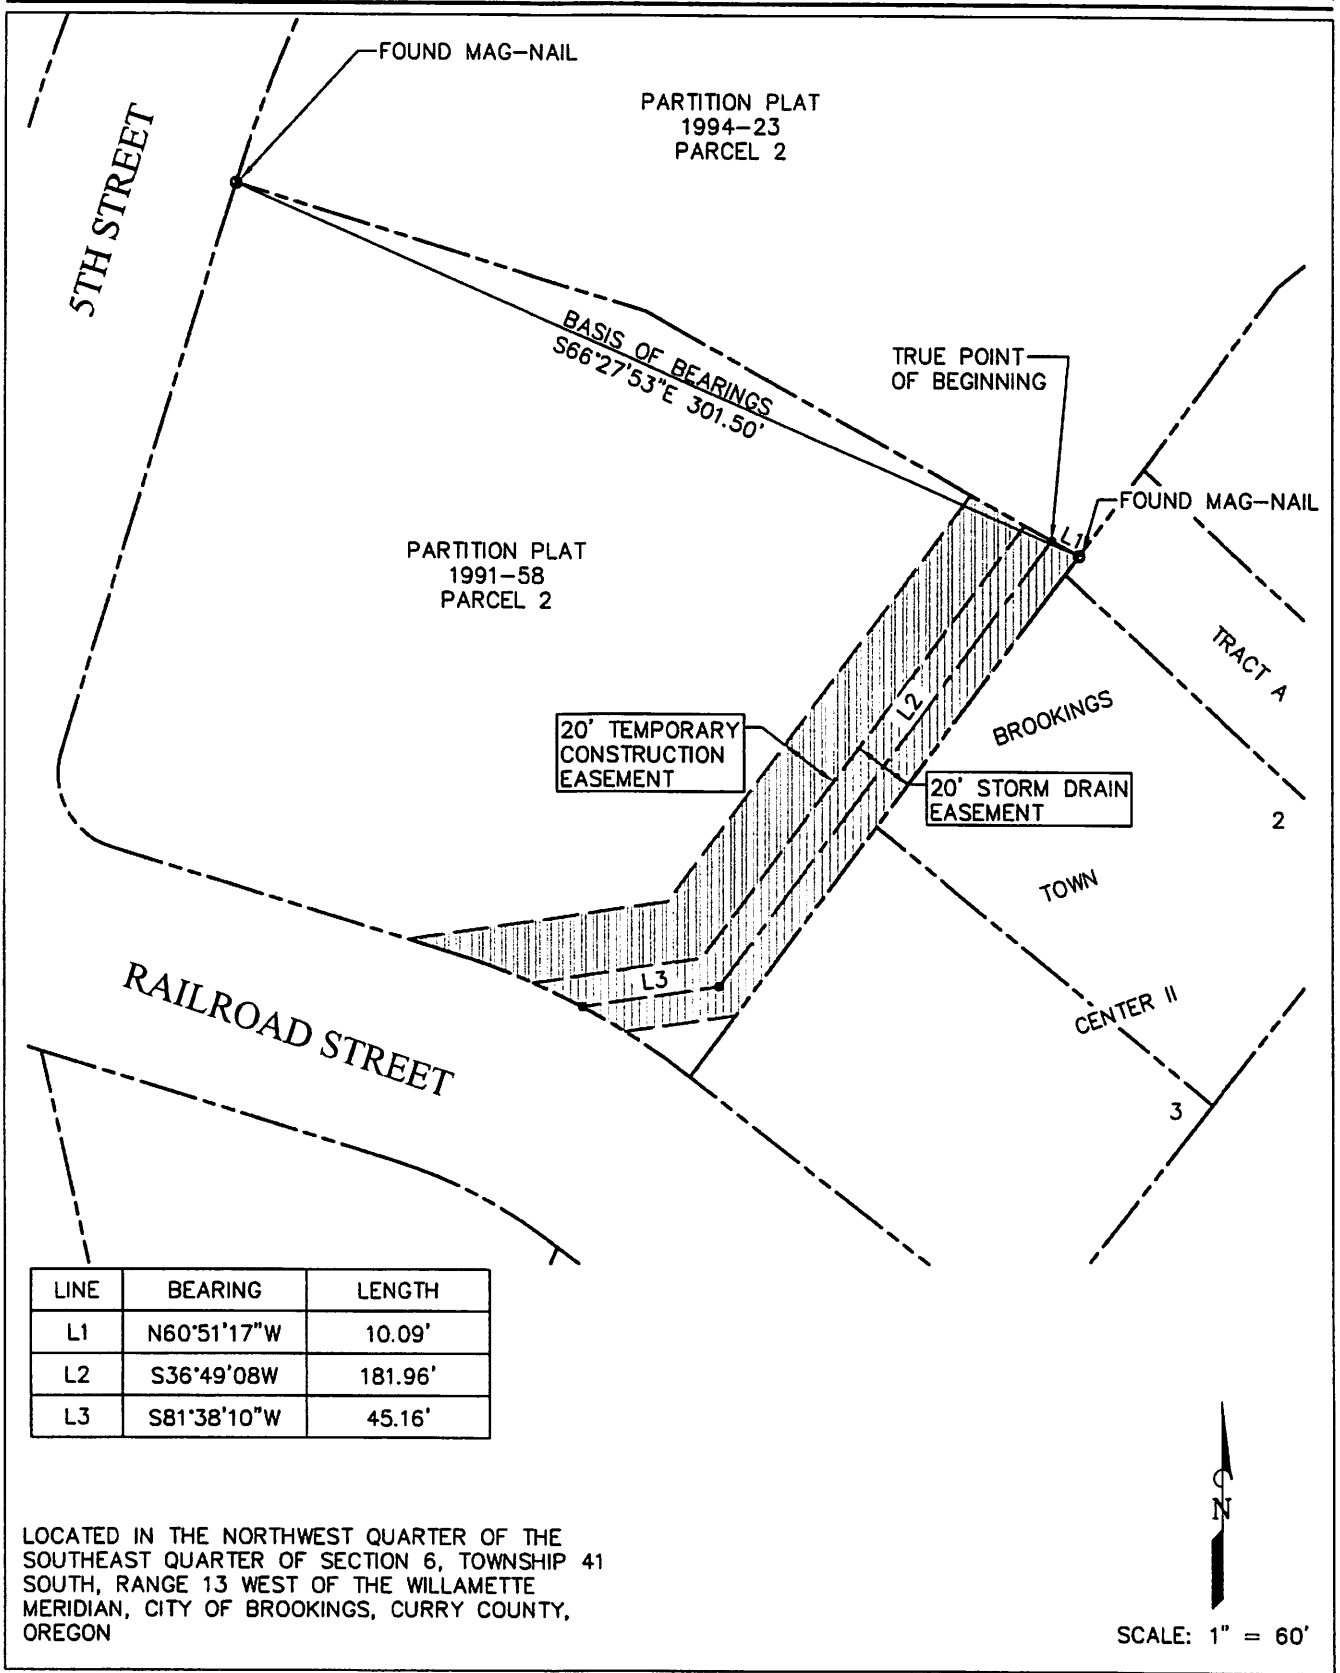 FOUND MAG-NAIL
PARTITION PLAT
1994-23
PARCEL 2
5TH STREET
BASIS OF BEARINGS
S66°27'53"E 301.50'
TRUE POINT
OF BEGINNING
L1
FOUND MAG-NAIL
PARTITION PLAT
1991-58
PARCEL 2
TRACT A
L2
BROOKINGS
20' TEMPORARY
CONSTRUCTION
EASEMENT
20' STORM DRAIN
EASEMENT
2
TOWN
L3
CENTER II
RAILROAD STREET
3
LINE BEARING LENGTH
L1 N60°51'17"W 10.09'
L2 S36°49'08W 181.96'
L3 S81°38'10"W 45.16'
N
LOCATED IN THE NORTHWEST QUARTER OF THE
SOUTHEAST QUARTER OF SECTION 6, TOWNSHIP 41
SOUTH, RANGE 13 WEST OF THE WILLAMETTE
MERIDIAN, CITY OF BROOKINGS, CURRY COUNTY,
OREGON
SCALE: 1" = 60'